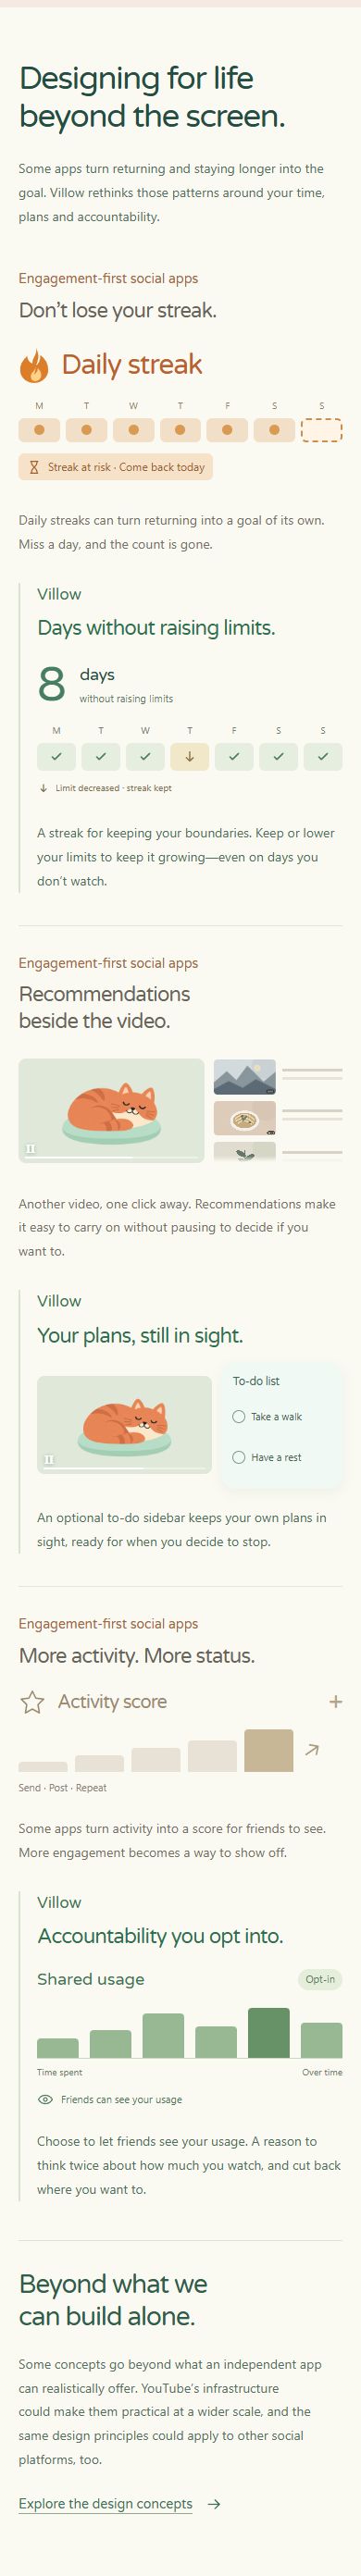 Designing for life
beyond the screen.
Some apps turn returning and staying longer into the
goal. Villow rethinks those patterns around your time,
plans and accountability.
Engagement-first social apps
Don’t lose your streak.
Daily streak
M T W T F S S
Streak at risk · Come back today
Daily streaks can turn returning into a goal of its own.
Miss a day, and the count is gone.
Villow
Days without raising limits.
8 days
without raising limits
M T W T F S S
Limit decreased · streak kept
A streak for keeping your boundaries. Keep or lower
your limits to keep it growing—even on days you
don’t watch.
Engagement-first social apps
Recommendations
beside the video.
Another video, one click away. Recommendations make
it easy to carry on without pausing to decide if you
want to.
Villow
Your plans, still in sight.
To-do list
Take a walk
Have a rest
An optional to-do sidebar keeps your own plans in
sight, ready for when you decide to stop.
Engagement-first social apps
More activity. More status.
Activity score
Send · Post · Repeat
Some apps turn activity into a score for friends to see.
More engagement becomes a way to show off.
Villow
Accountability you opt into.
Shared usage Opt-in
Time spent Over time
Friends can see your usage
Choose to let friends see your usage. A reason to
think twice about how much you watch, and cut back
where you want to.
Beyond what we
can build alone.
Some concepts go beyond what an independent app
can realistically offer. YouTube’s infrastructure
could make them practical at a wider scale, and the
same design principles could apply to other social
platforms, too.
Explore the design concepts →